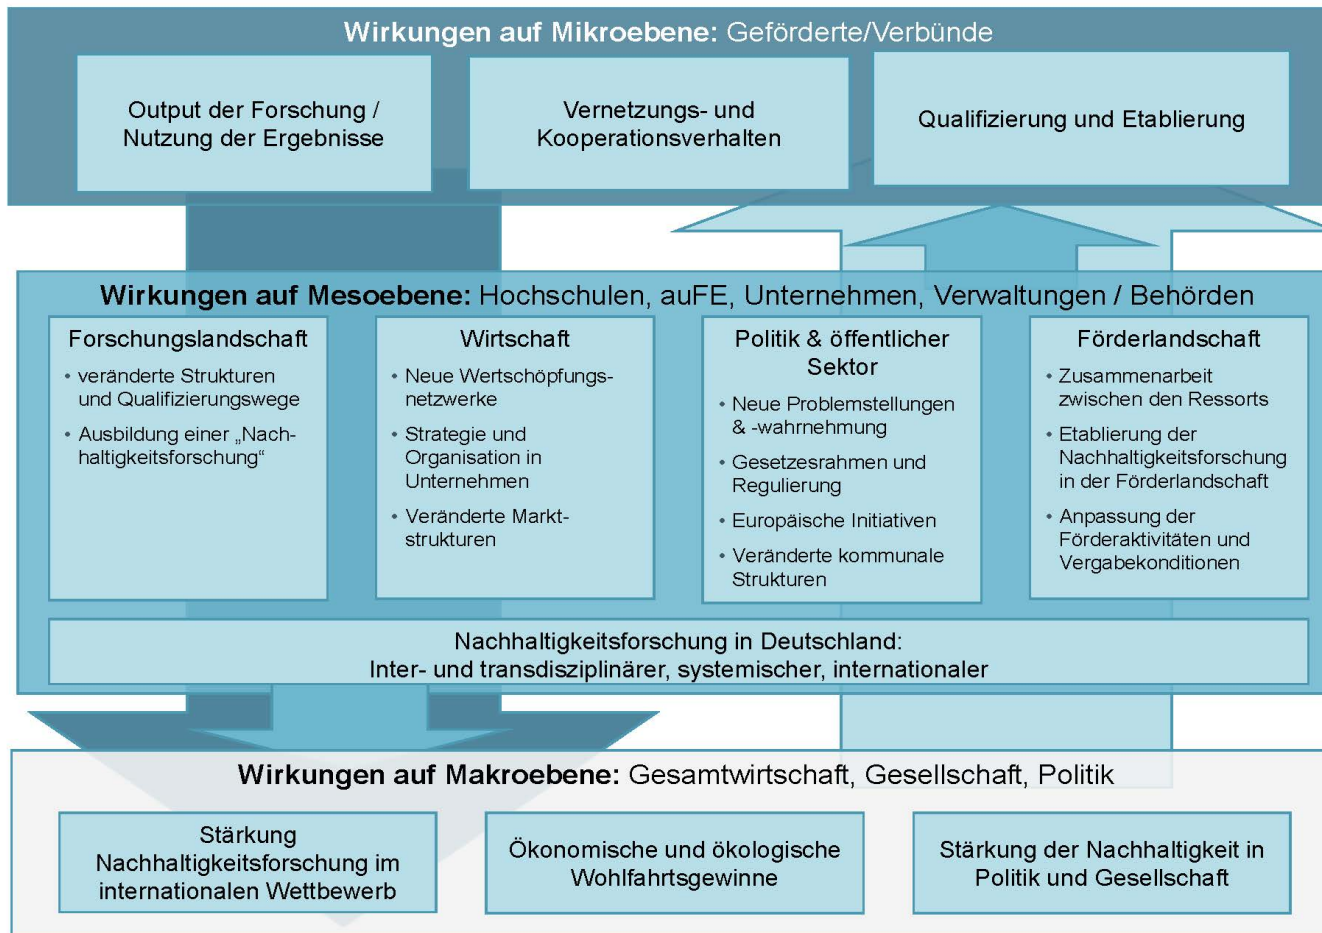 Wirkungen auf Mikroebene: Geförderte/Verbünde
Output der Forschung /
Nutzung der Ergebnisse
Vernetzungs- und
Kooperationsverhalten
Qualifizierung und Etablierung
Wirkungen auf Mesoebene: Hochschulen, auFE, Unternehmen, Verwaltungen / Behörden
Forschungslandschaft
• veränderte Strukturen
und Qualifizierungswege
• Ausbildung einer „Nach-
haltigkeitsforschung“
Wirtschaft
• Neue Wertschöpfungs-
netzwerke
• Strategie und
Organisation in
Unternehmen
• Veränderte Markt-
strukturen
Politik & öffentlicher
Sektor
• Neue Problemstellungen
& -wahrnehmung
• Gesetzesrahmen und
Regulierung
• Europäische Initiativen
• Veränderte kommunale
Strukturen
Förderlandschaft
• Zusammenarbeit
zwischen den Ressorts
• Etablierung der
Nachhaltigkeitsforschung
in der Förderlandschaft
• Anpassung der
Förderaktivitäten und
Vergabekonditionen
Nachhaltigkeitsforschung in Deutschland:
Inter- und transdisziplinärer, systemischer, internationaler
Wirkungen auf Makroebene: Gesamtwirtschaft, Gesellschaft, Politik
Stärkung
Nachhaltigkeitsforschung im
internationalen Wettbewerb
Ökonomische und ökologische
Wohlfahrtsgewinne
Stärkung der Nachhaltigkeit in
Politik und Gesellschaft